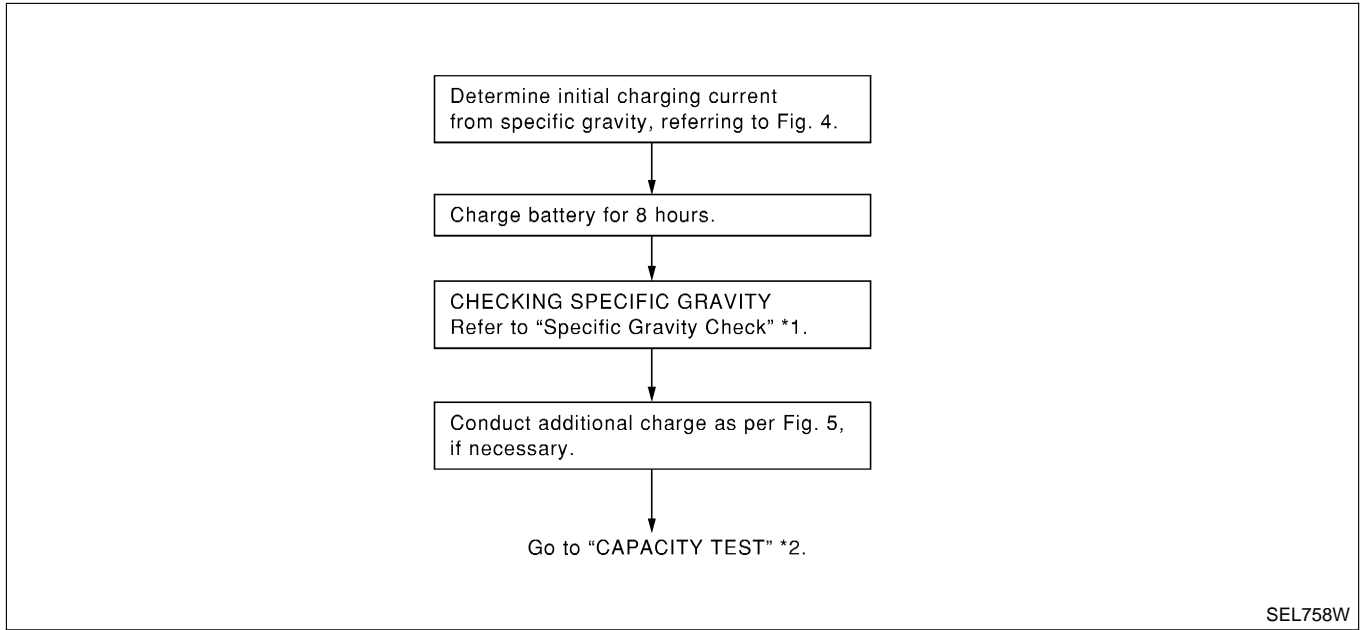 Determine initial charging current
from specific gravity, referring to Fig. 4.
Charge battery for 8 hours.
CHECKING SPECIFIC GRAVITY
Refer to “Specific Gravity Check” *1.
Conduct additional charge as per Fig. 5,
if necessary.
Go to “CAPACITY TEST” *2.
SEL758W